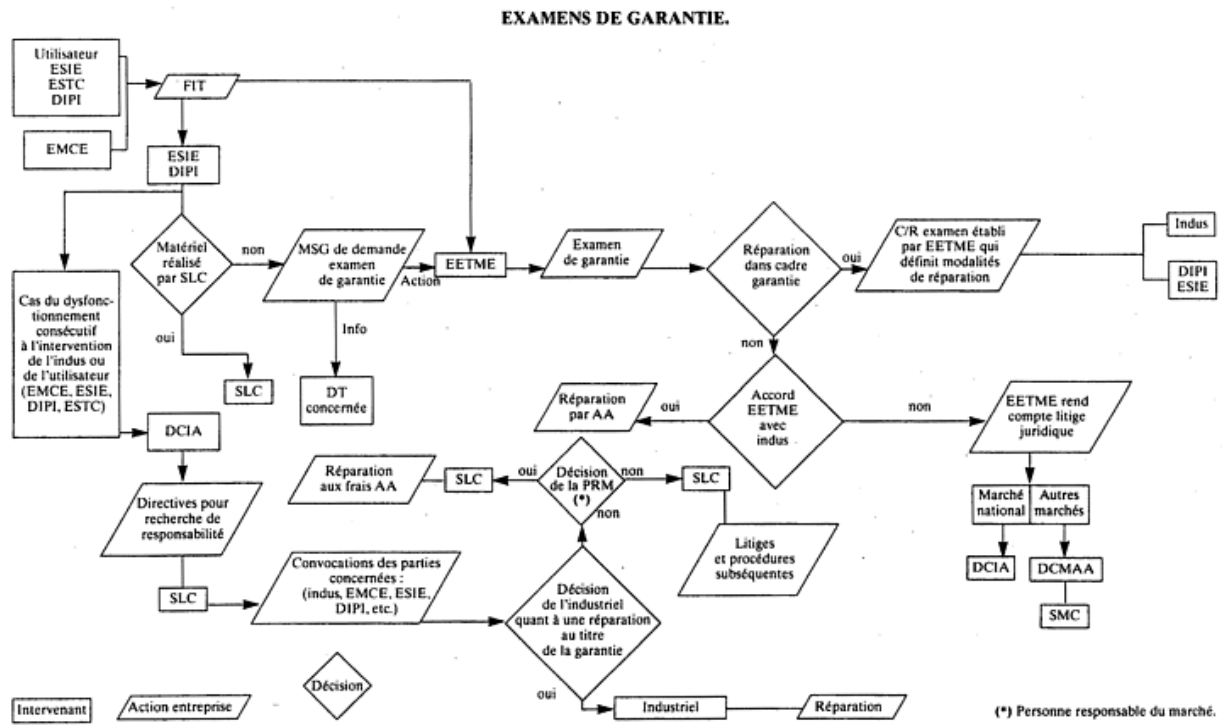 EXAMENS DE GARANTIE.
Utilisateur
ESIE
ESTC
DIPI
FIT
EMCE
ESIE
DIPI
Matériel
réalisé
par SLC
non
oui
SLC
MSG de demande
examen
de garantie
Action
Info
DT
concernée
EETME
Examen
de garantie
Réparation
dans cadre
garantie
oui
non
C/R examen établi
par EETME qui
définit modalités
de réparation
Indus
DIPI
ESIE
Cas du dysfonc-
tionnement
consécutif
à l'intervention
de l'indus ou
de l'utilisateur
(EMCE, ESIE,
DIPI, ESTC)
DCIA
Directives pour
recherche de
responsabilité
SLC
Réparation
par AA
oui
Accord
EETME
avec
indus
non
EETME rend
compte litige
juridique
Marché
national
Autres
marchés
DCIA
DCMAA
SMC
Réparation
aux frais AA
SLC
oui
Décision
de la PRM
(*)
non
non
SLC
Litiges
et procédures
subséquentes
Convocations des parties
concernées :
(indus, EMCE, ESIE,
DIPI, etc.)
Décision
de l'industriel
quant à une réparation
au titre
de la garantie
oui
Industriel
Réparation
Intervenant
Action entreprise
Décision
(*) Personne responsable du marché.